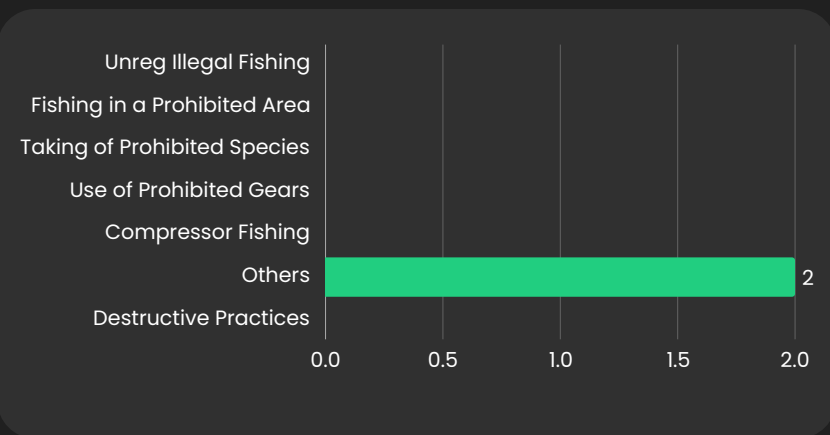 Unreg Illegal Fishing
Fishing in a Prohibited Area
Taking of Prohibited Species
Use of Prohibited Gears
Compressor Fishing
Others
2
Destructive Practices
0.0 0.5 1.0 1.5 2.0